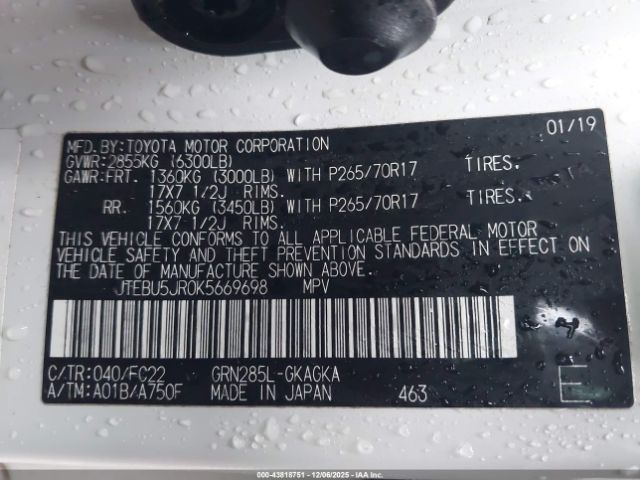 01/19
MFD.BY:TOYOTA MOTOR CORPORATION
GVWR:2855KG (6300LB)
GAWR:FRT. 1360KG (3000LB) WITH P265/70R17 TIRES.
17X7 1/2J RIMS.
RR. 1560KG (3450LB) WITH P265/70R17 TIRES.
17X7 1/2J RIMS.
THIS VEHICLE CONFORMS TO ALL APPLICABLE FEDERAL MOTOR
VEHICLE SAFETY AND THEFT PREVENTION STANDARDS IN EFFECT ON
THE DATE OF MANUFACTURE SHOWN ABOVE.
JTEBU5JR0K5669698 MPV
C/TR:040/FC22 GRN285L-GKAGKA
A/TM:A01B/A750F MADE IN JAPAN 463 E
00-43818751 - 12/06/2025 - IAA Inc.